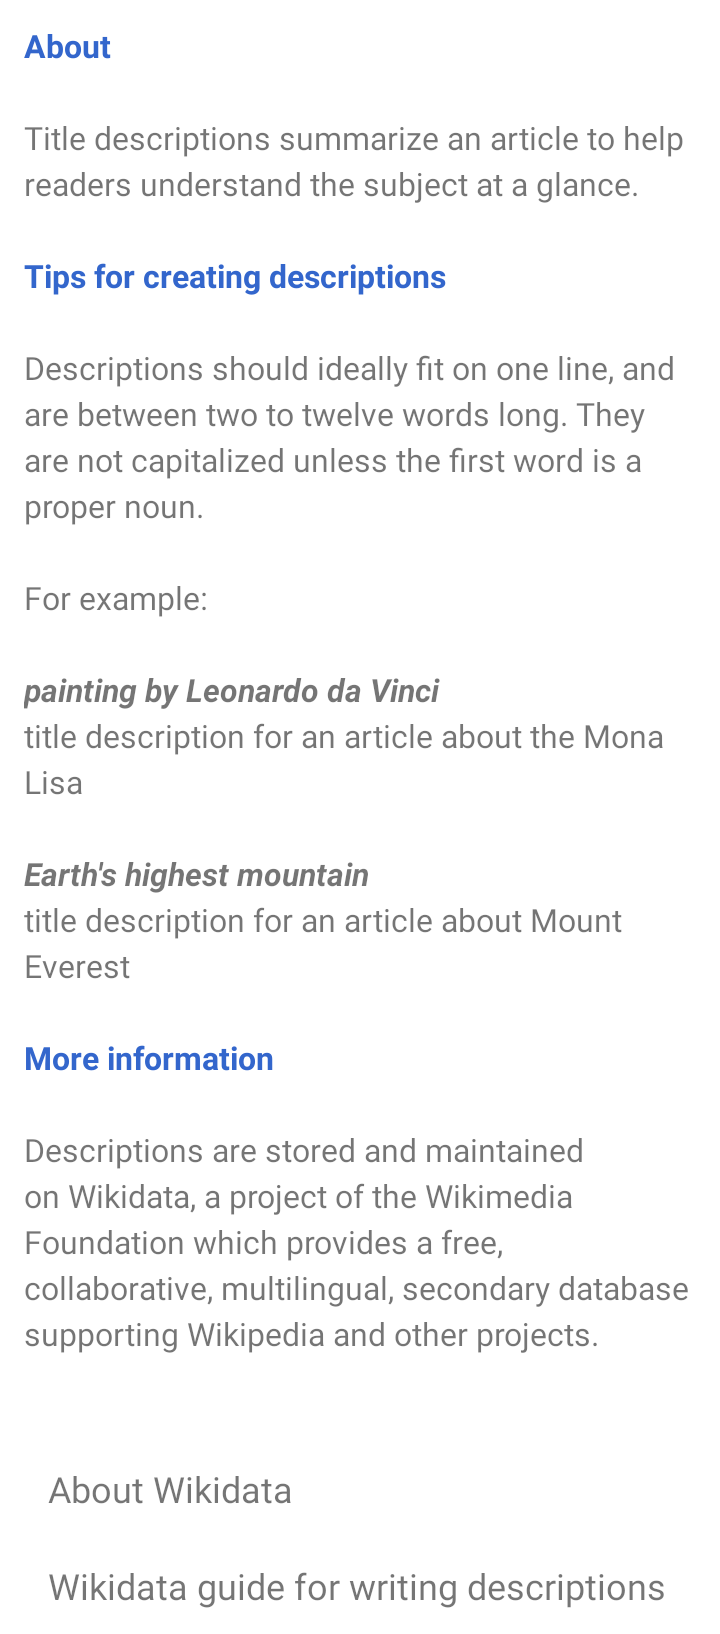 About
Title descriptions summarize an article to help
readers understand the subject at a glance.
Tips for creating descriptions
Descriptions should ideally fit on one line, and
are between two to twelve words long. They
are not capitalized unless the first word is a
proper noun.
For example:
painting by Leonardo da Vinci
title description for an article about the Mona
Lisa
Earth's highest mountain
title description for an article about Mount
Everest
More information
Descriptions are stored and maintained
on Wikidata, a project of the Wikimedia
Foundation which provides a free,
collaborative, multilingual, secondary database
supporting Wikipedia and other projects.
About Wikidata
Wikidata guide for writing descriptions